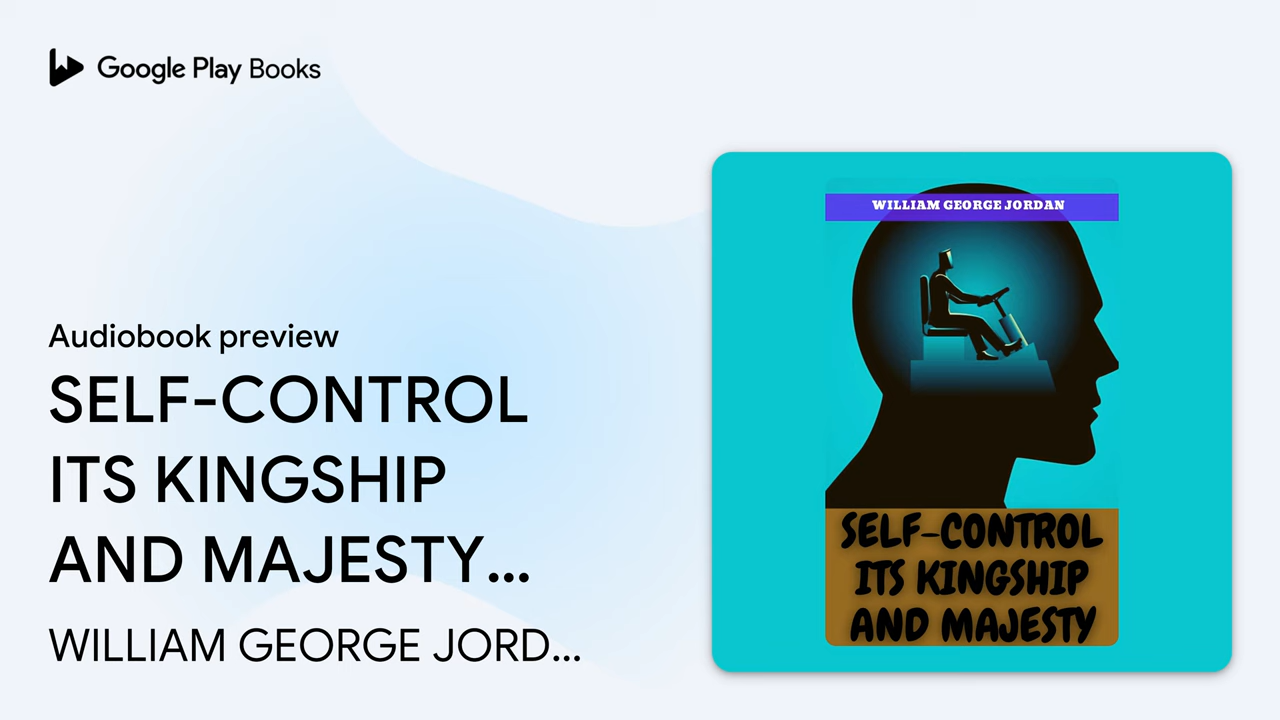 Google Play Books
Audiobook preview
SELF-CONTROL
ITS KINGSHIP
AND MAJESTY...
WILLIAM GEORGE JORD...
WILLIAM GEORGE JORDAN
SELF-CONTROL
ITS KINGSHIP
AND MAJESTY